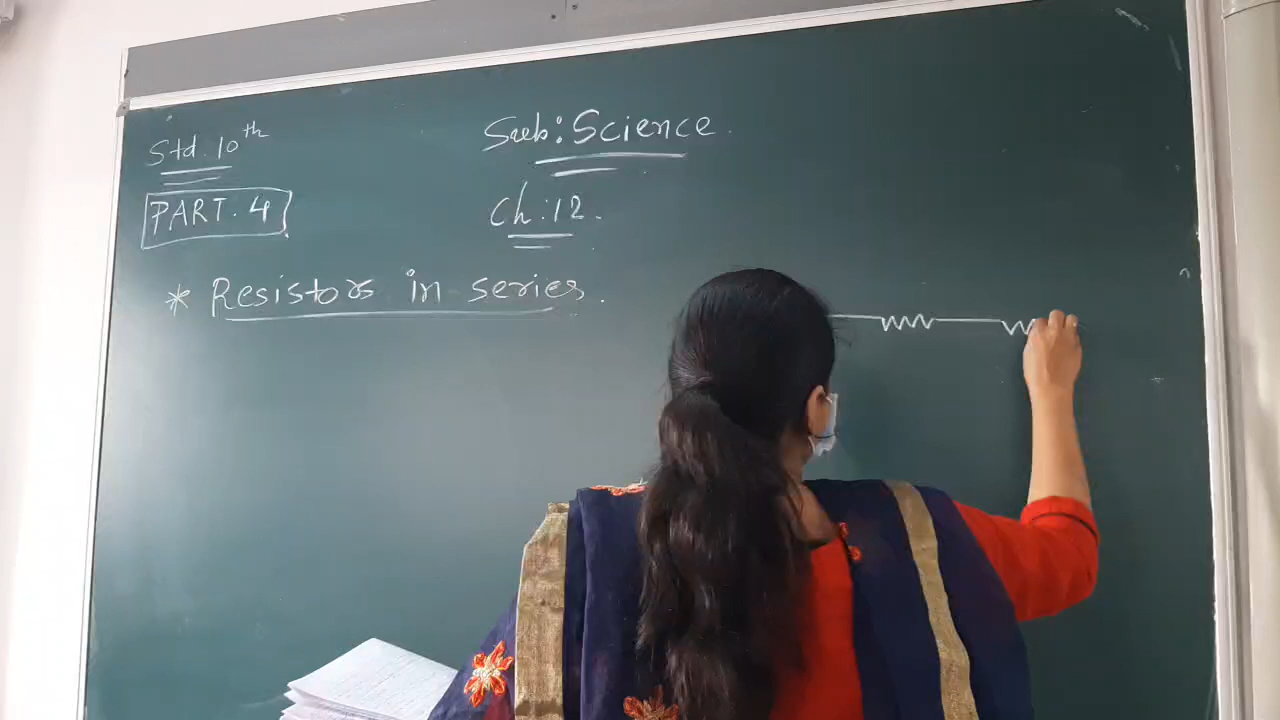 Std. 10th
Sub: Science.
PART. 4
Ch: 12.
* Resistors in series.